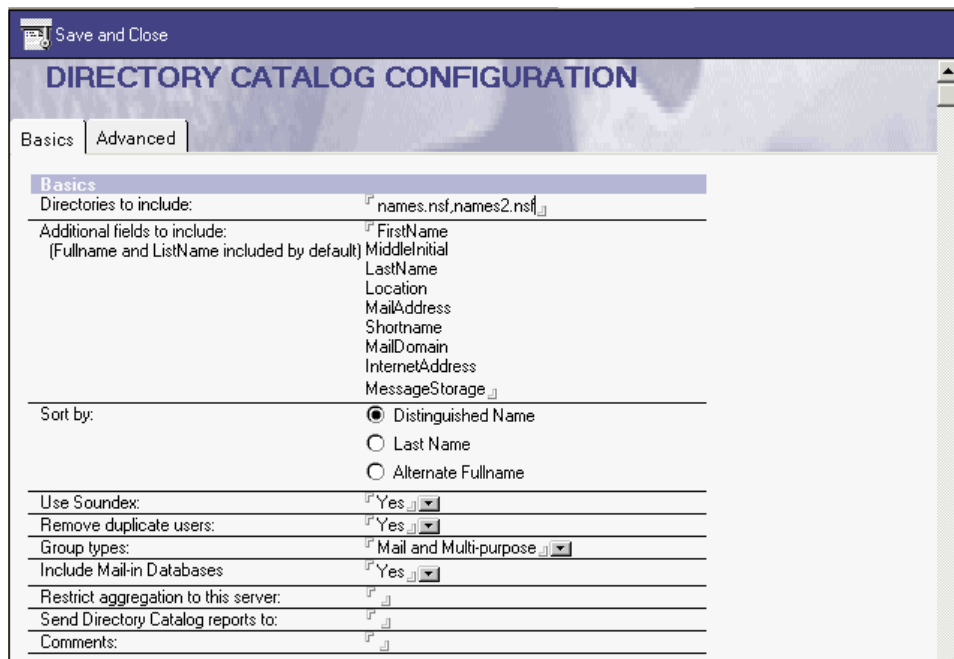 Save and Close
DIRECTORY CATALOG CONFIGURATION
Basics Advanced
Basics
Directories to include: names.nsf,names2.nsf
Additional fields to include: FirstName
(Fullname and ListName included by default) MiddleInitial
LastName
Location
MailAddress
Shortname
MailDomain
InternetAddress
MessageStorage
Sort by: Distinguished Name
Last Name
Alternate Fullname
Use Soundex: Yes
Remove duplicate users: Yes
Group types: Mail and Multi-purpose
Include Mail-in Databases Yes
Restrict aggregation to this server:
Send Directory Catalog reports to:
Comments: